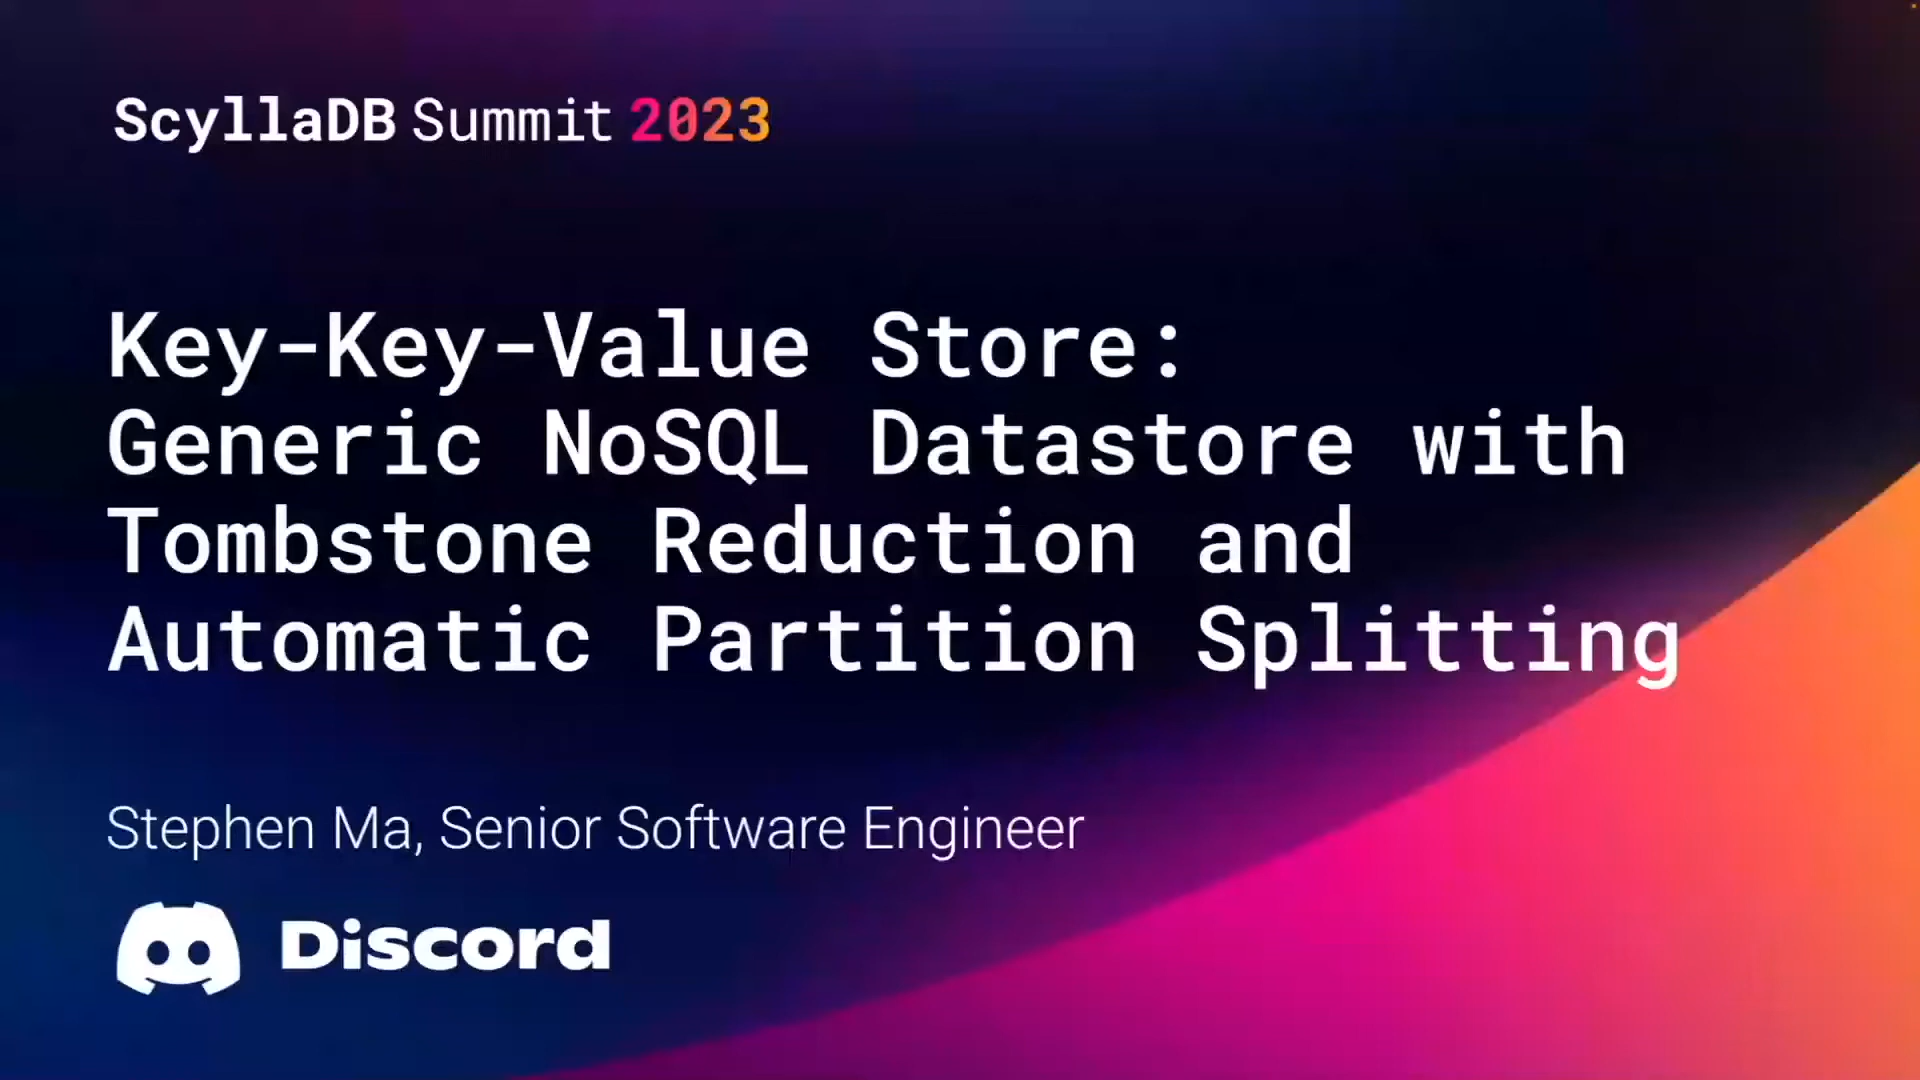 ScyllaDB Summit 2023
Key-Key-Value Store:
Generic NoSQL Datastore with
Tombstone Reduction and
Automatic Partition Splitting
Stephen Ma, Senior Software Engineer
Discord